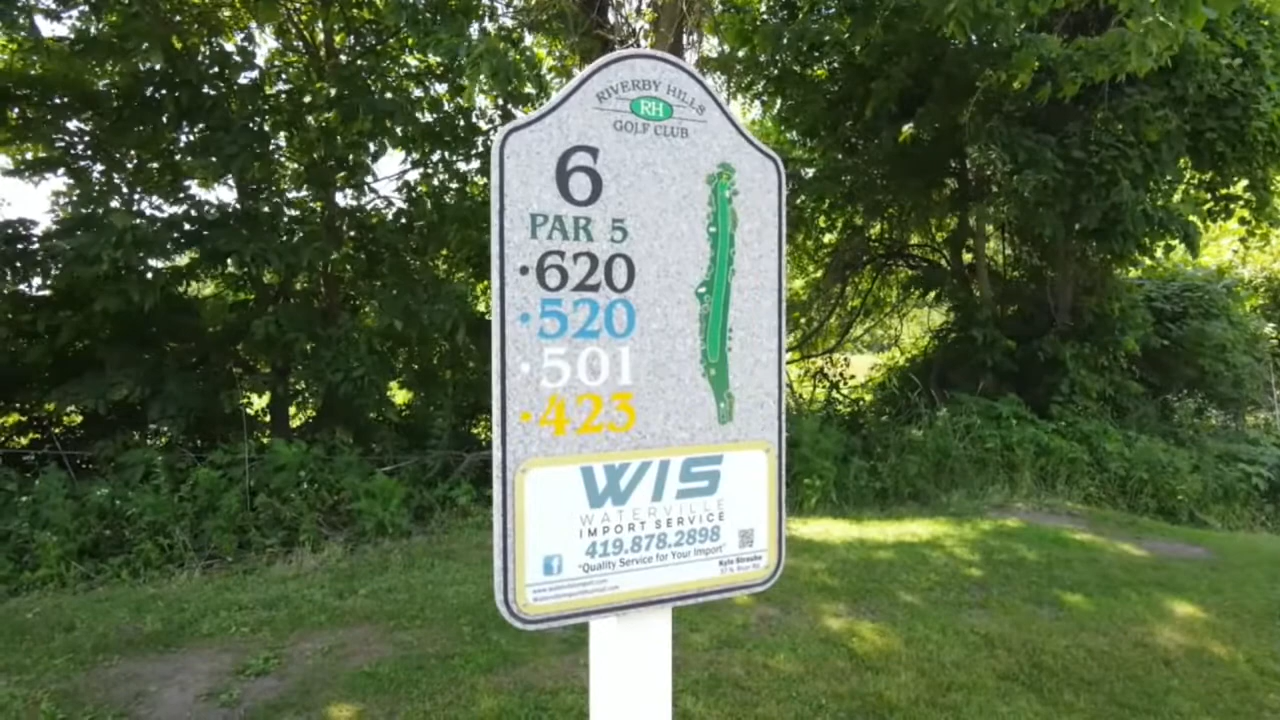 RIVERBY HILLS
RH
GOLF CLUB
6
PAR 5
•620
•520
•501
•423
WIS
WATERVILLE
IMPORT SERVICE
419.878.2898
"Quality Service for Your Import"
f